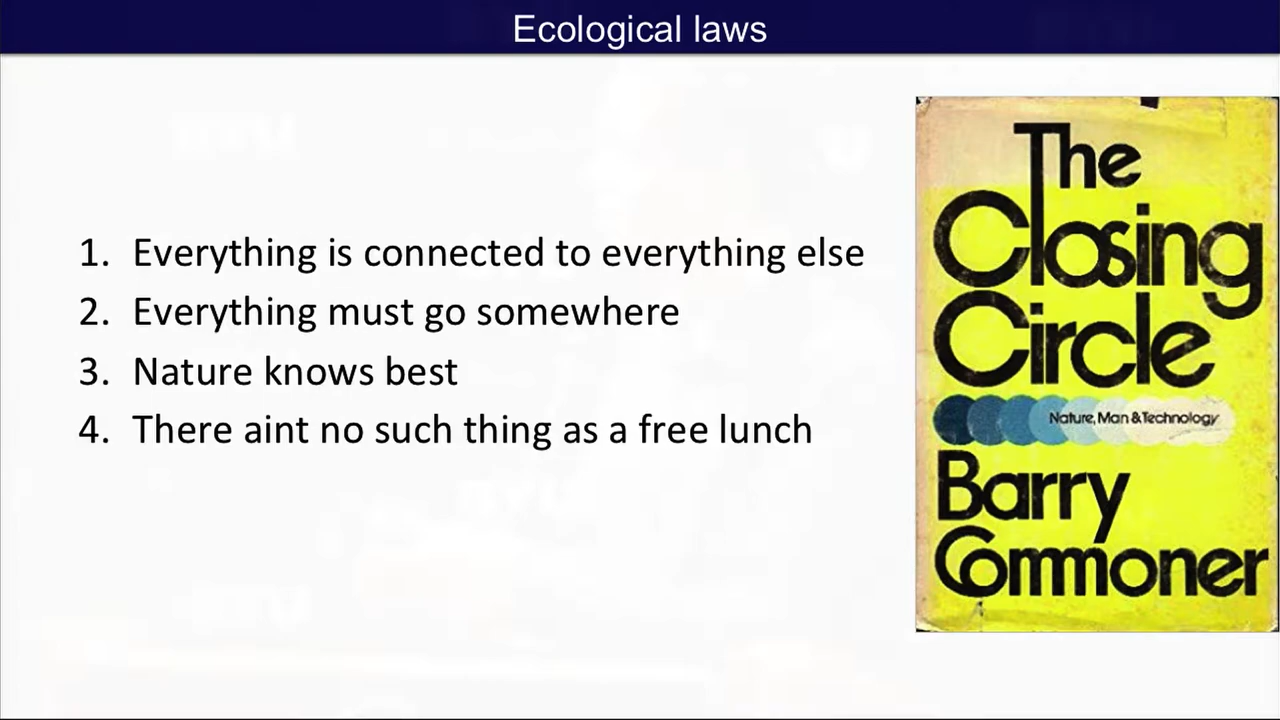 Ecological laws
1. Everything is connected to everything else
2. Everything must go somewhere
3. Nature knows best
4. There aint no such thing as a free lunch
The
Closing
Circle
Nature, Man & Technology
Barry
Commoner